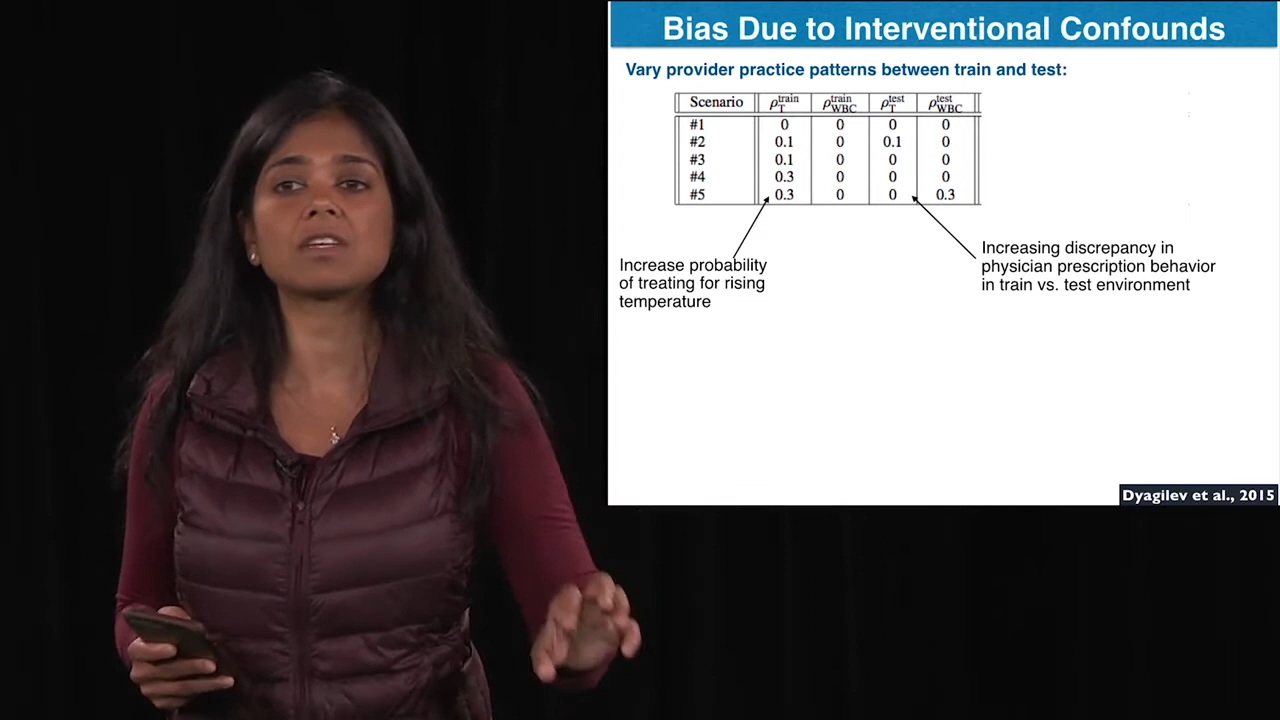 Bias Due to Interventional Confounds
Vary provider practice patterns between train and test:
Scenario ρ_T^train ρ_WBC^train ρ_T^test ρ_WBC^test
#1 0 0 0 0
#2 0.1 0 0.1 0
#3 0.1 0 0 0
#4 0.3 0 0 0
#5 0.3 0 0 0.3
Increase probability
of treating for rising
temperature
Increasing discrepancy in
physician prescription behavior
in train vs. test environment
Dyagilev et al., 2015